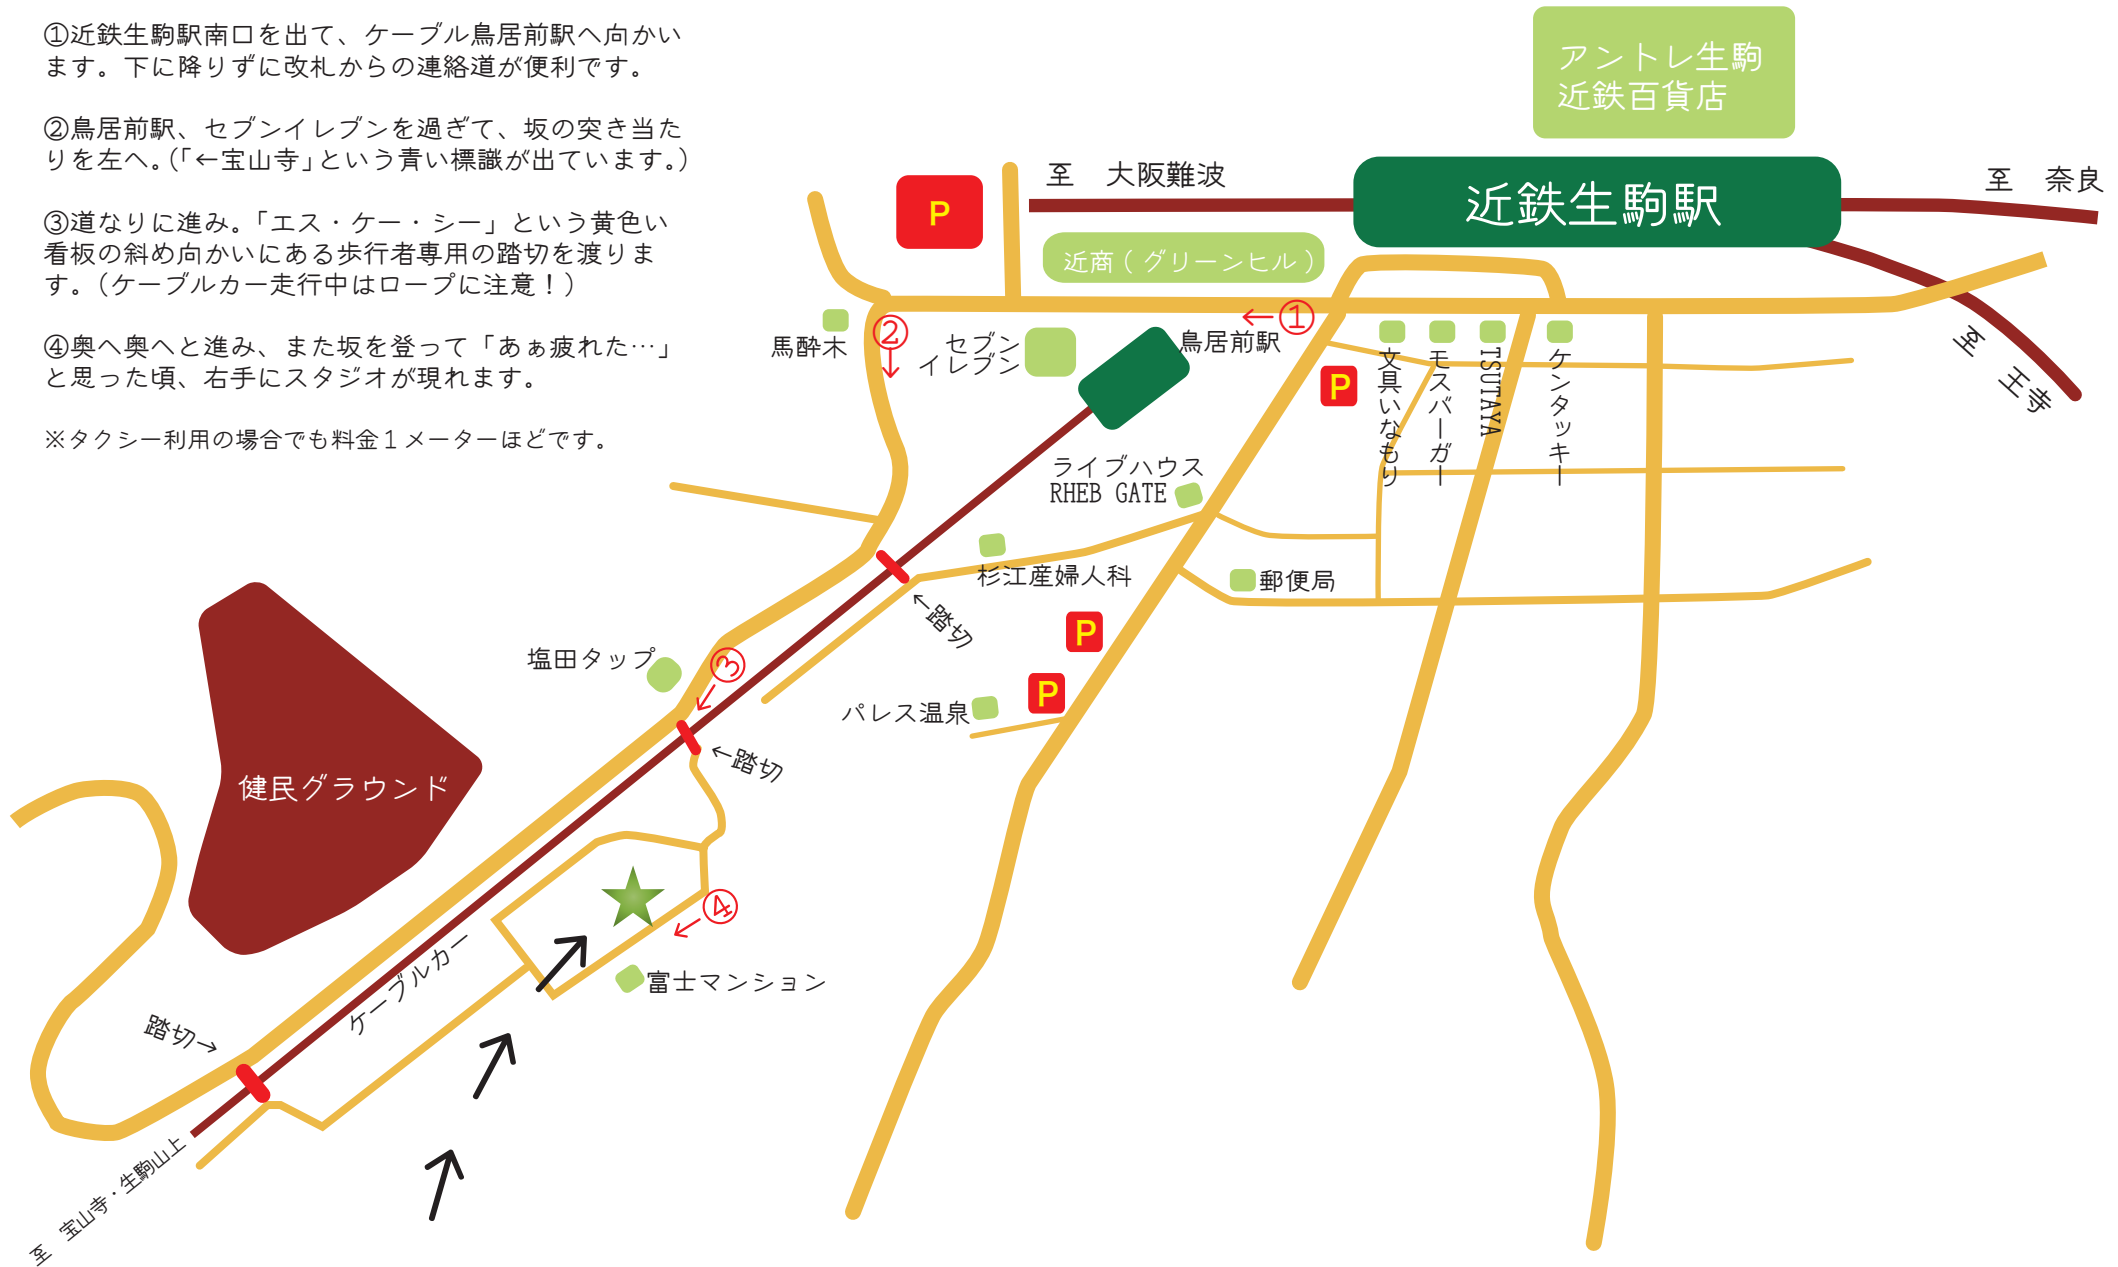 ①近鉄生駒駅南口を出て、ケーブル鳥居前駅へ向かい
ます。下に降りずに改札からの連絡道が便利です。
②鳥居前駅、セブンイレブンを過ぎて、坂の突き当た
りを左へ。(「←宝山寺」という青い標識が出ています。)
③道なりに進み。「エス・ケー・シー」という黄色い
看板の斜め向かいにある歩行者専用の踏切を渡りま
す。(ケーブルカー走行中はロープに注意！)
④奥へ奥へと進み、また坂を登って「あぁ疲れた…」
と思った頃、右手にスタジオが現れます。
※タクシー利用の場合でも料金１メーターほどです。
アントレ生駒
近鉄百貨店
至　大阪難波
近鉄生駒駅
至　奈良
P
近商(グリーンヒル)
←①
②
↓
馬酔木
セブン
イレブン
鳥居前駅
P
文具いなもり
モスバーガー
TSUTAYA
ケンタッキー
至　王寺
ライブハウス
RHEB GATE
杉江産婦人科
郵便局
←踏切
P
塩田タップ
③
←
P
パレス温泉
←踏切
健民グラウンド
④
←
ケーブルカー
富士マンション
踏切→
至　宝山寺・生駒山上